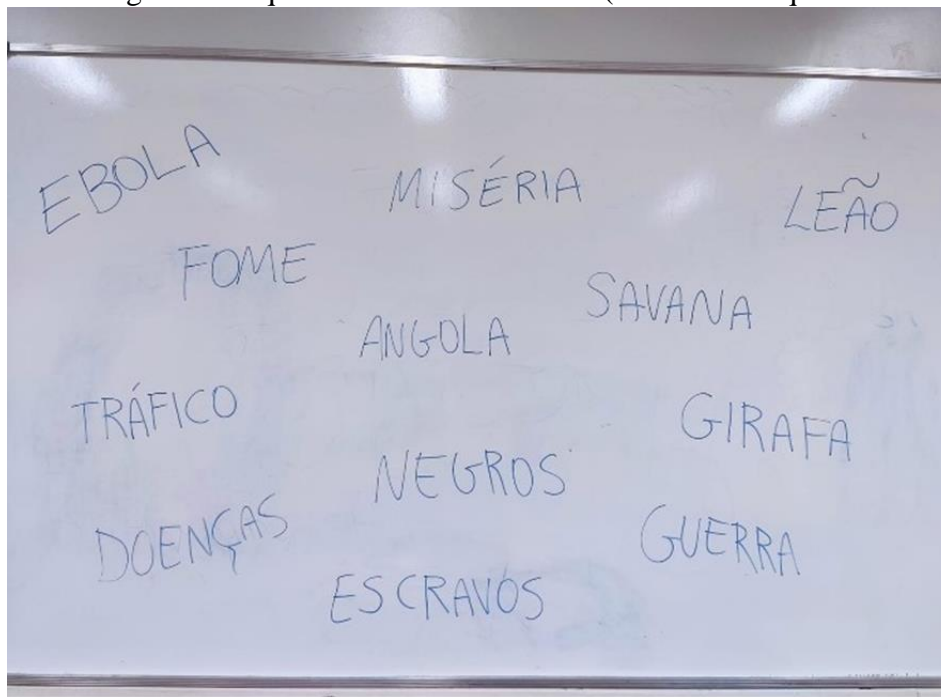 EBOLA
MISÉRIA
LEÃO
FOME
SAVANA
ANGOLA
TRÁFICO
GIRAFA
NEGROS
DOENÇAS
GUERRA
ESCRAVOS